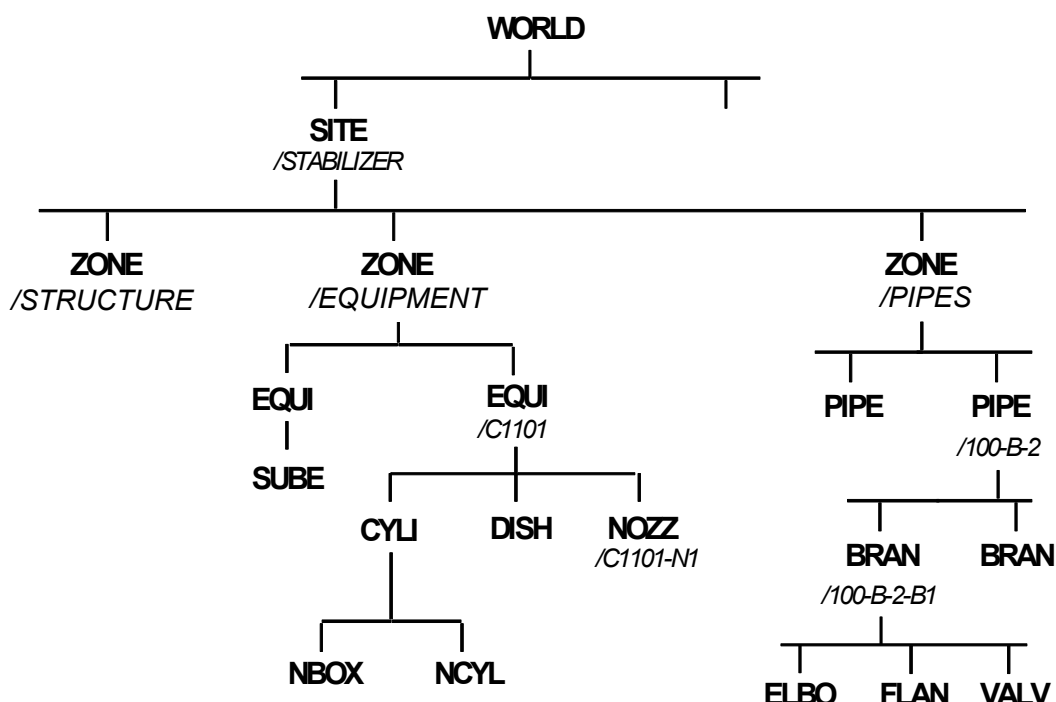 WORLD
SITE
/STABILIZER
ZONE ZONE ZONE
/STRUCTURE /EQUIPMENT /PIPES
EQUI EQUI PIPE PIPE
/C1101 /100-B-2
SUBE
CYLI DISH NOZZ BRAN BRAN
/C1101-N1 /100-B-2-B1
NBOX NCYL ELBO FLAN VALV